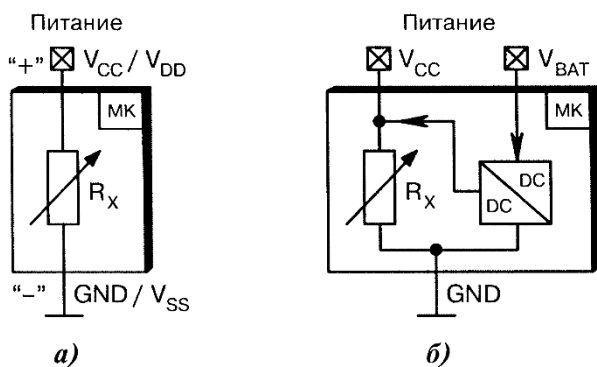 Питание
“+” V_CC / V_DD
МК
R_X
“–” GND / V_SS
а)
Питание
V_CC V_BAT
МК
R_X
DC
DC
GND
б)